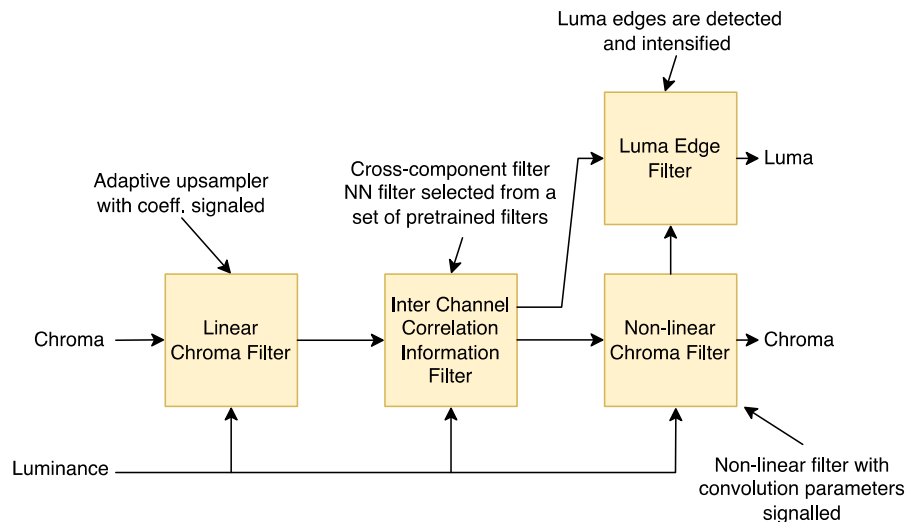 Luma edges are detected
and intensified
Luma Edge
Filter
Luma
Cross-component filter
NN filter selected from a
set of pretrained filters
Adaptive upsampler
with coeff. signaled
Chroma
Linear
Chroma Filter
Inter Channel
Correlation
Information
Filter
Non-linear
Chroma Filter
Chroma
Luminance
Non-linear filter with
convolution parameters
signalled